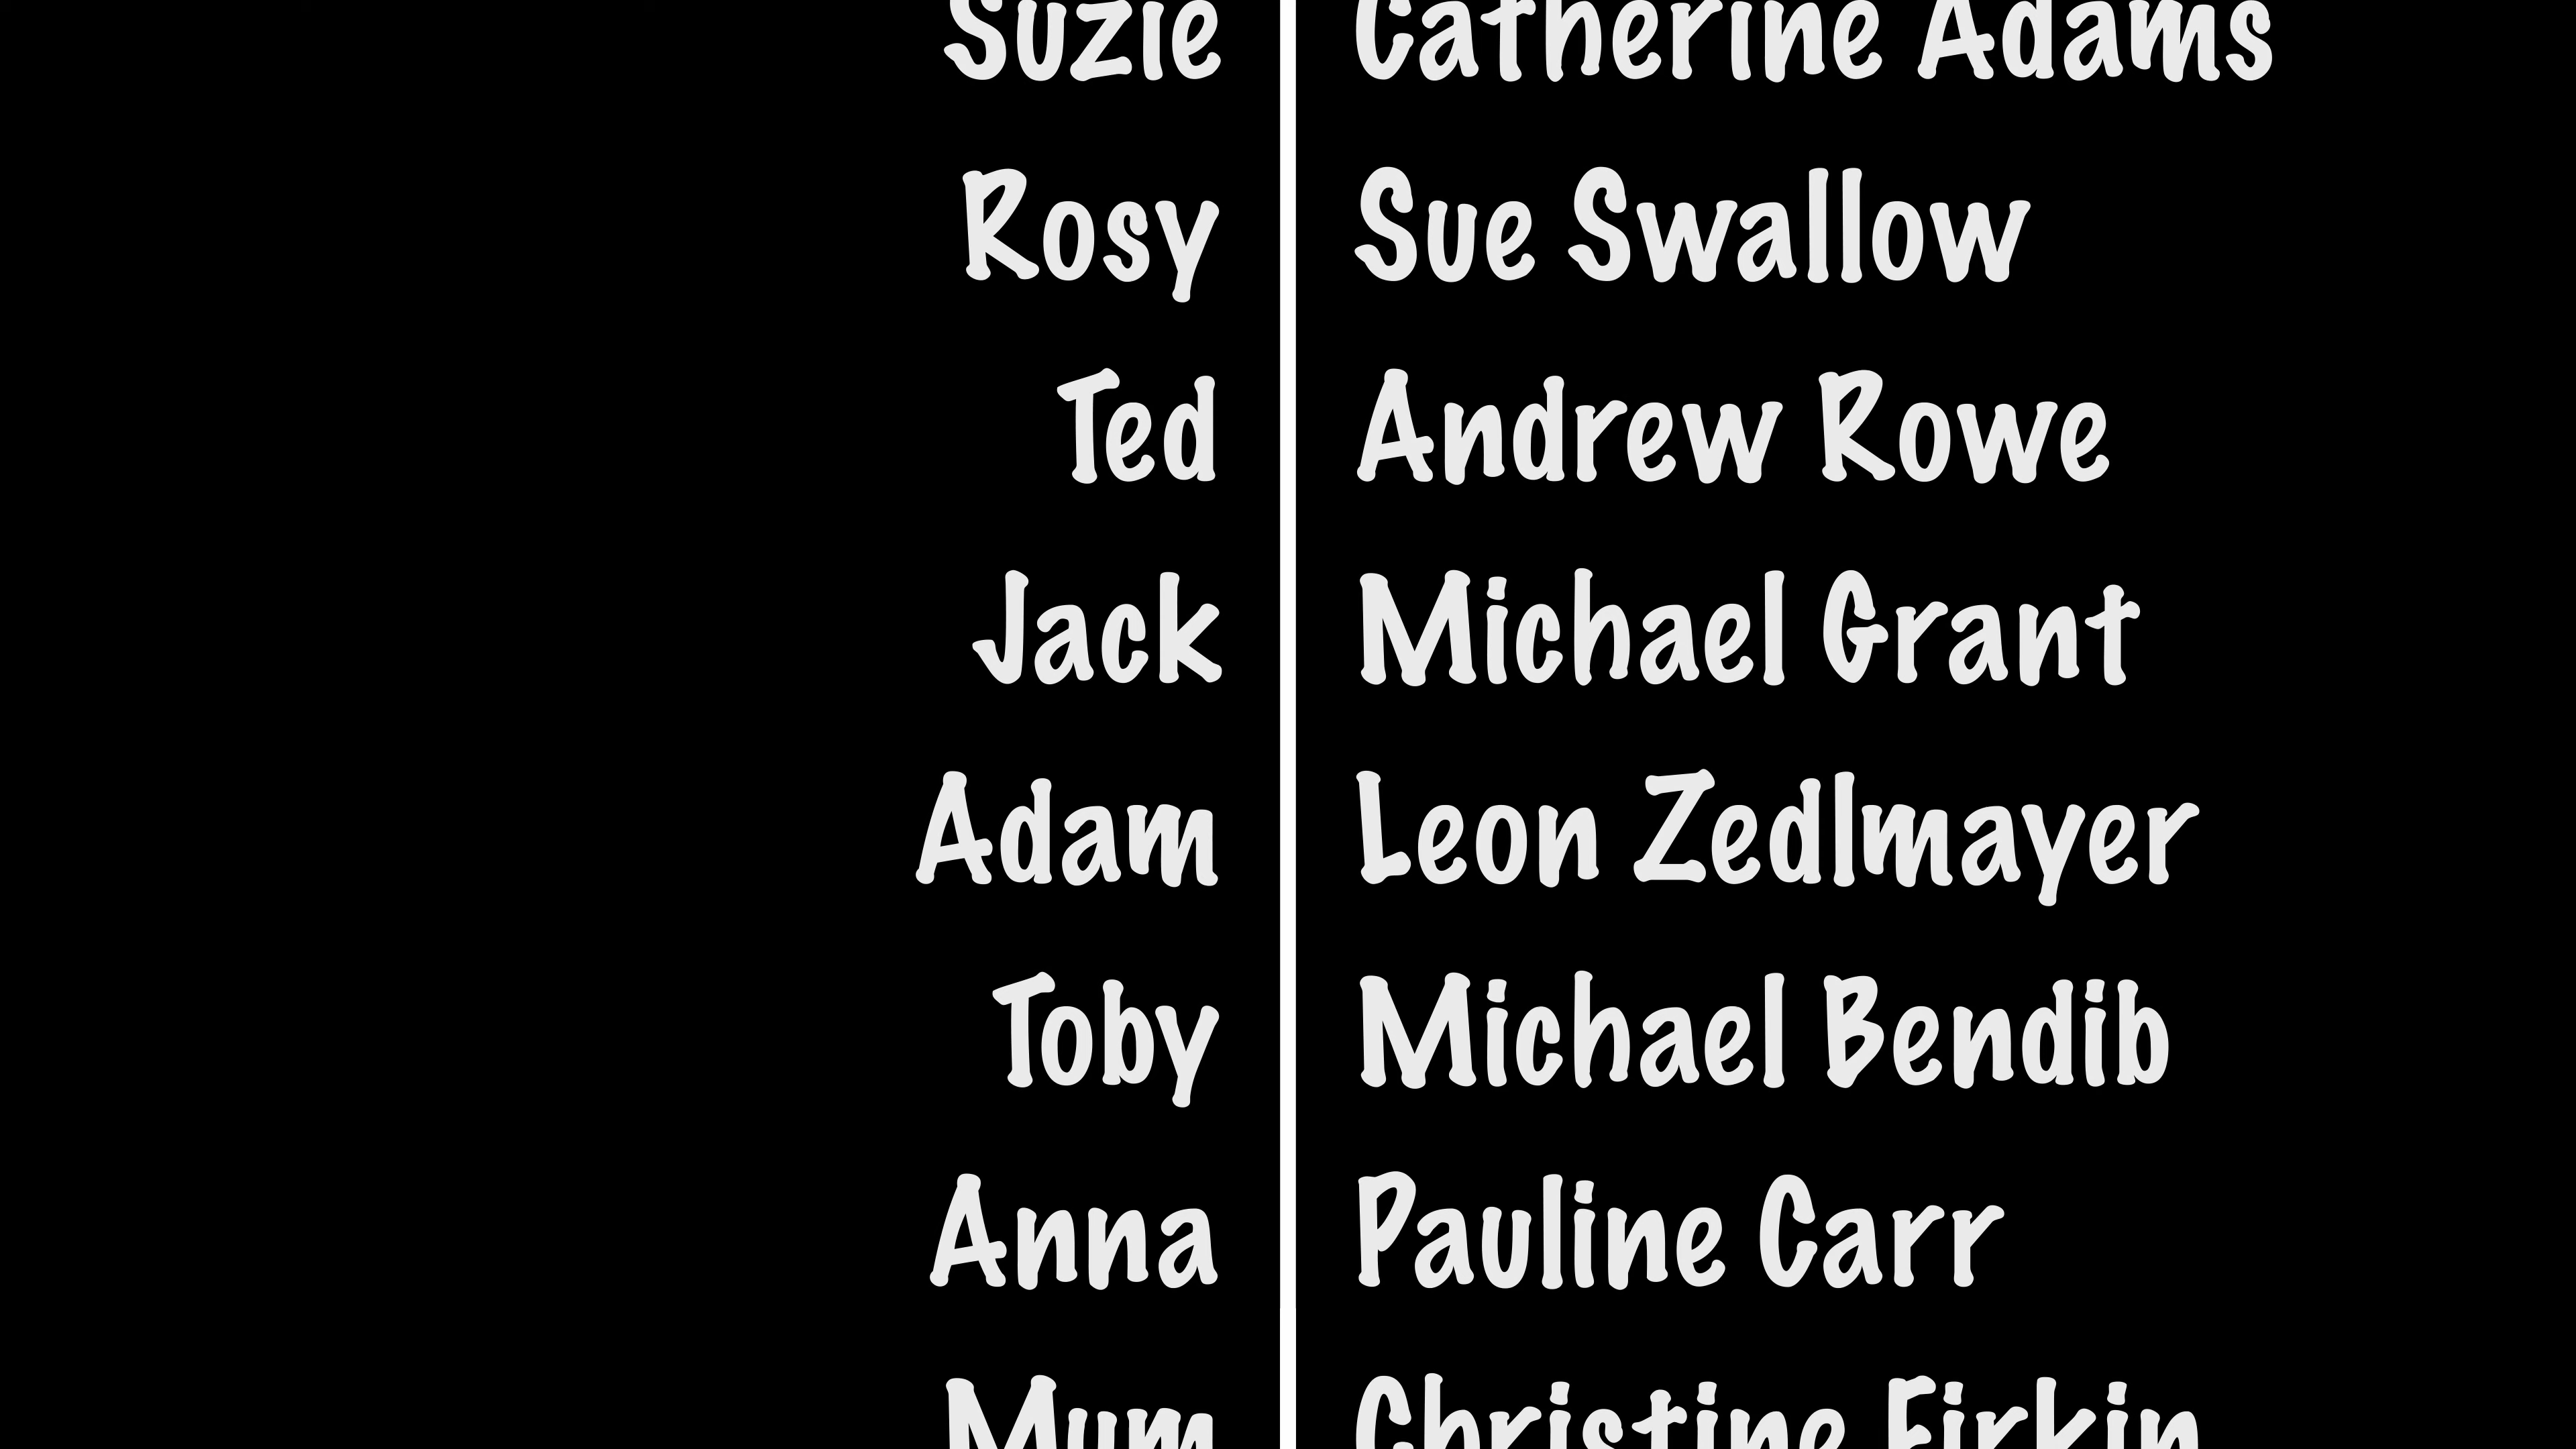 Suzie Catherine Adams
Rosy Sue Swallow
Ted Andrew Rowe
Jack Michael Grant
Adam Leon Zedlmayer
Toby Michael Bendib
Anna Pauline Carr
Mum Christine Firkin